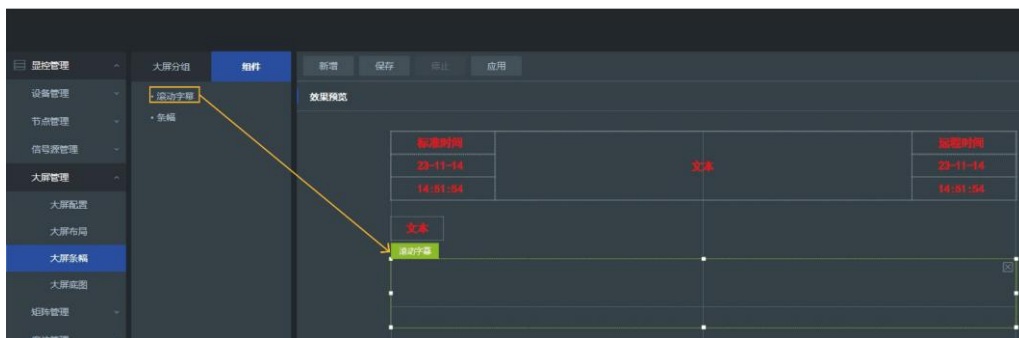 显控管理
设备管理
节点管理
信号源管理
大屏管理
大屏配置
大屏布局
大屏条幅
大屏底图
矩阵管理
大屏分组 组件
· 滚动字幕
· 条幅
新增 保存 停止 应用
效果预览
标准时间
23-11-14
14:51:54
文本
远程时间
23-11-14
14:51:54
文本
滚动字幕